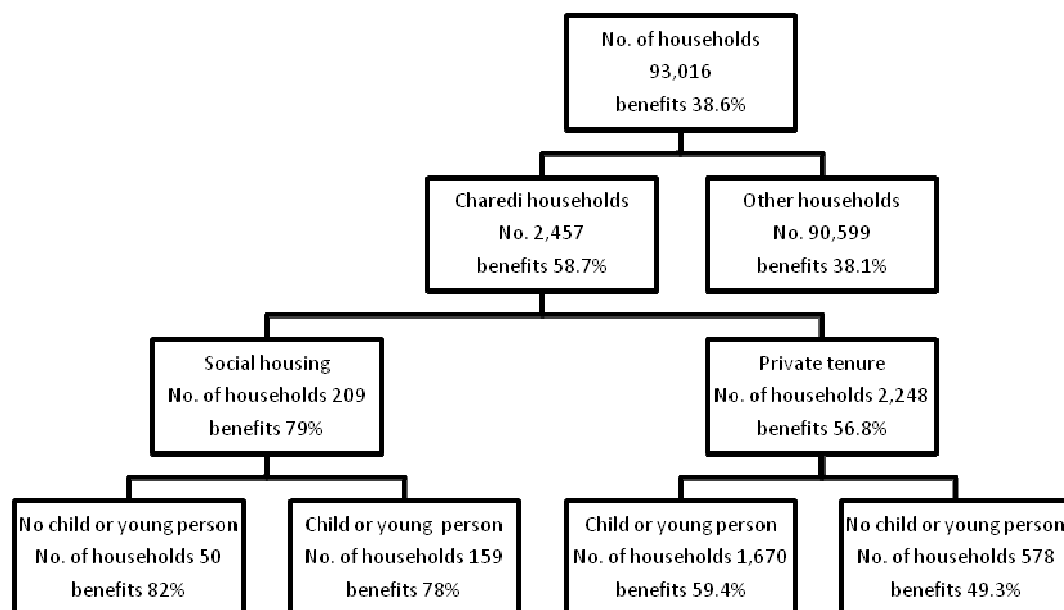 No. of households
93,016
benefits 38.6%
Charedi households
No. 2,457
benefits 58.7%
Other households
No. 90,599
benefits 38.1%
Social housing
No. of households 209
benefits 79%
Private tenure
No. of households 2,248
benefits 56.8%
No child or young person
No. of households 50
benefits 82%
Child or young person
No. of households 159
benefits 78%
Child or young person
No. of households 1,670
benefits 59.4%
No child or young person
No. of households 578
benefits 49.3%